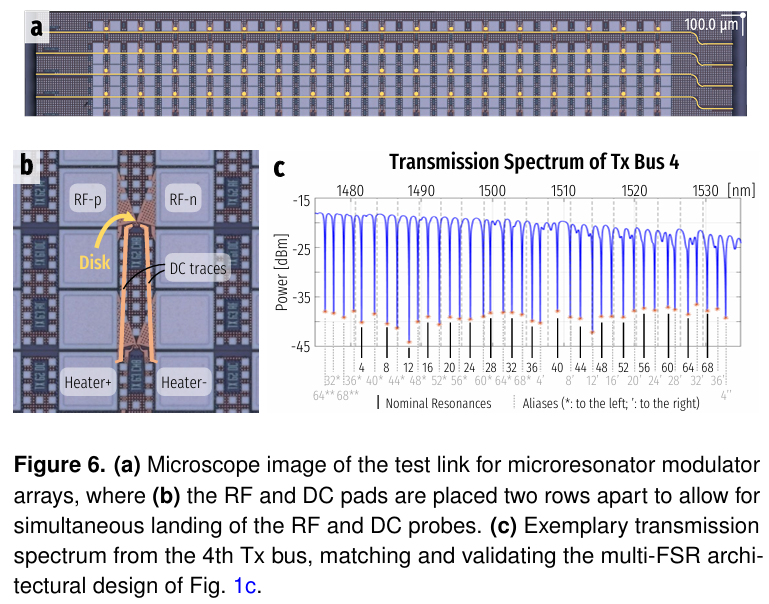 a
100.0 µm
b
RF-p
RF-n
Disk
DC traces
Heater+
Heater-
c
Transmission Spectrum of Tx Bus 4
1480 1490 1500 1510 1520 1530 [nm]
Power [dBm]
-15
-25
-35
-45
4 8 12 16 20 24 28 32 36 40 44 48 52 56 60 64 68
32* 36* 40* 44* 48* 52* 56* 60* 64* 68* 4' 8' 12' 16' 20' 24' 28' 32' 36'
64** 68** 4''
Nominal Resonances
Aliases (*: to the left; ': to the right)
Figure 6. (a) Microscope image of the test link for microresonator modulator
arrays, where (b) the RF and DC pads are placed two rows apart to allow for
simultaneous landing of the RF and DC probes. (c) Exemplary transmission
spectrum from the 4th Tx bus, matching and validating the multi-FSR archi-
tectural design of Fig. 1c.